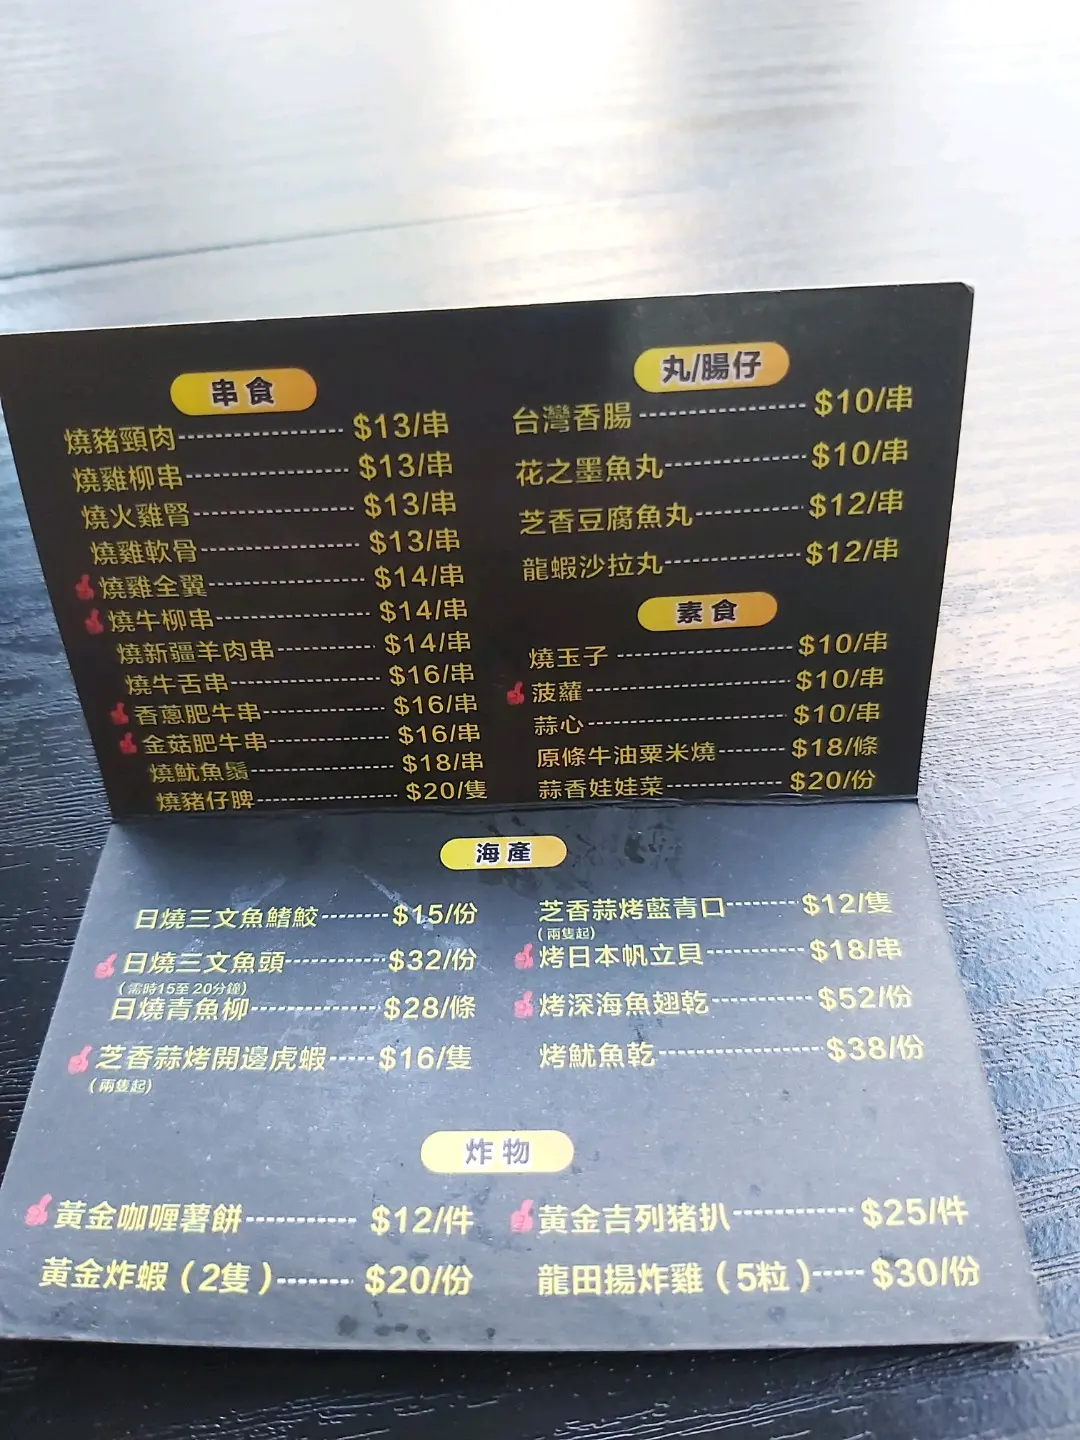 串食
燒豬頸肉 $13/串
燒雞柳串 $13/串
燒火雞腎 $13/串
燒雞軟骨 $13/串
燒雞全翼 $14/串
燒牛柳串 $14/串
燒新疆羊肉串 $14/串
燒牛舌串 $16/串
香蔥肥牛串 $16/串
金菇肥牛串 $16/串
燒魷魚鬚 $18/串
燒豬仔脾 $20/隻
丸/腸仔
台灣香腸 $10/串
花之墨魚丸 $10/串
芝香豆腐魚丸 $12/串
龍蝦沙拉丸 $12/串
素食
燒玉子 $10/串
菠蘿 $10/串
蒜心 $10/串
原條牛油粟米燒 $18/條
蒜香娃娃菜 $20/份
海產
日燒三文魚鰭鮫 $15/份
日燒三文魚頭 $32/份
(需時15至 20分鐘)
日燒青魚柳 $28/條
芝香蒜烤開邊虎蝦 $16/隻
(兩隻起)
芝香蒜烤藍青口 $12/隻
(兩隻起)
烤日本帆立貝 $18/串
烤深海魚翅乾 $52/份
烤魷魚乾 $38/份
炸物
黃金咖喱薯餅 $12/件
黃金炸蝦(2隻) $20/份
黃金吉列豬扒 $25/件
龍田揚炸雞(5粒) $30/份